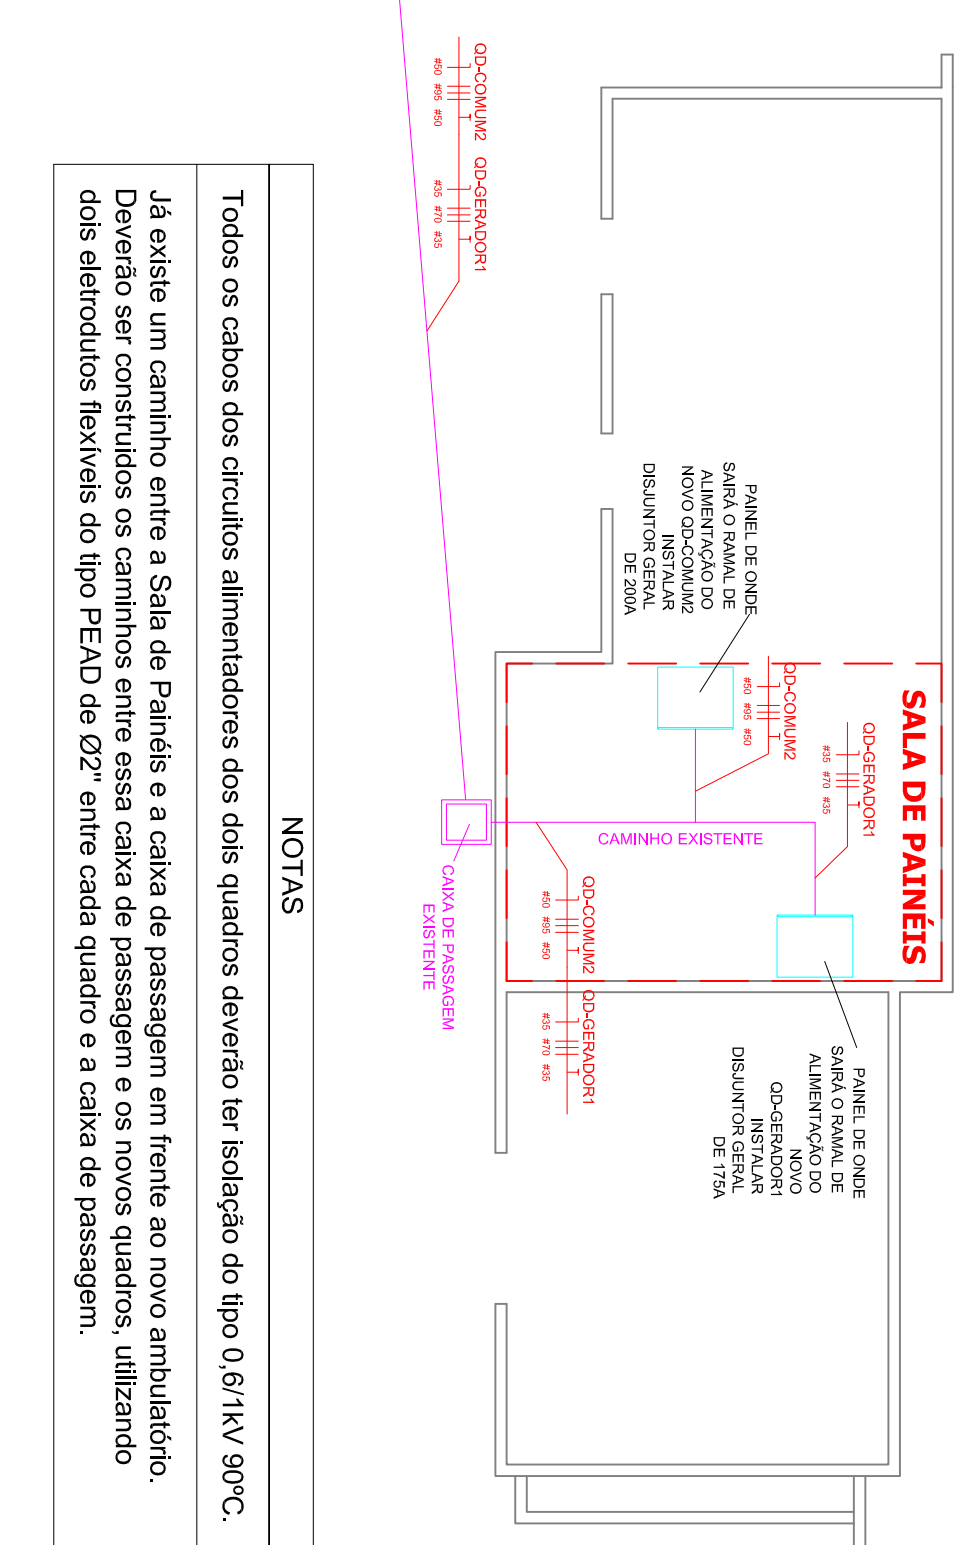 SALA DE PAINÉIS
QD-COMUM2
#50 #95 #50
QD-GERADOR1
#35 #70 #35
PAINEL DE ONDE
SAIRÁ O RAMAL DE
ALIMENTAÇÃO DO
NOVO QD-COMUM2
INSTALAR
DISJUNTOR GERAL
DE 200A
QD-GERADOR1
#35 #70 #35
QD-COMUM2
#50 #95 #50
CAMINHO EXISTENTE
PAINEL DE ONDE
SAIRÁ O RAMAL DE
ALIMENTAÇÃO DO
NOVO
QD-GERADOR1
INSTALAR
DISJUNTOR GERAL
DE 175A
QD-COMUM2
#50 #95 #50
QD-GERADOR1
#35 #70 #35
CAIXA DE PASSAGEM
EXISTENTE
NOTAS
Todos os cabos dos circuitos alimentadores dos dois quadros deverão ter isolação do tipo 0,6/1kV 90ºC.
Já existe um caminho entre a Sala de Painéis e a caixa de passagem em frente ao novo ambulatório.
Deverão ser construidos os caminhos entre essa caixa de passagem e os novos quadros, utilizando
dois eletrodutos flexíveis do tipo PEAD de Ø2" entre cada quadro e a caixa de passagem.